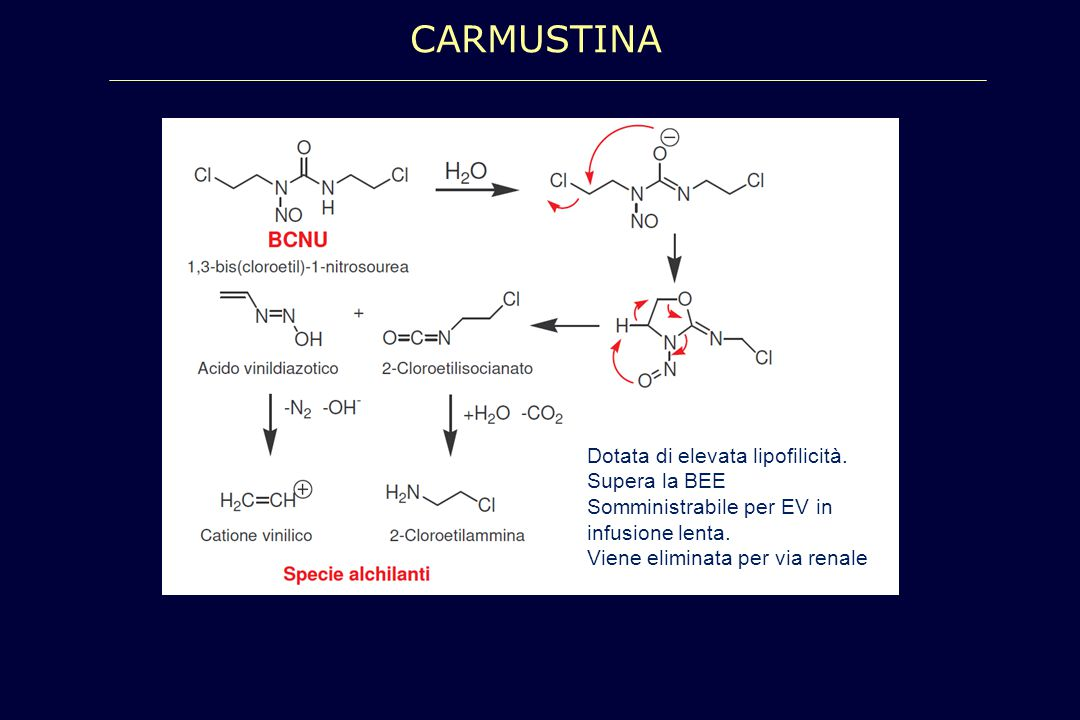 CARMUSTINA
Cl N O N H Cl
NO
H₂O
Cl N O⊖ N Cl
NO
BCNU
1,3-bis(cloroetil)-1-nitrosourea
N=N
OH
+
Cl
O=C=N
H O N N Cl
O N
Acido vinildiazotico
2-Cloroetilisocianato
-N₂ -OH⁻
+H₂O -CO₂
H₂C=CH⊕
H₂N Cl
Catione vinilico
2-Cloroetilammina
Specie alchilanti
Dotata di elevata lipofilicità.
Supera la BEE
Somministrabile per EV in
infusione lenta.
Viene eliminata per via renale